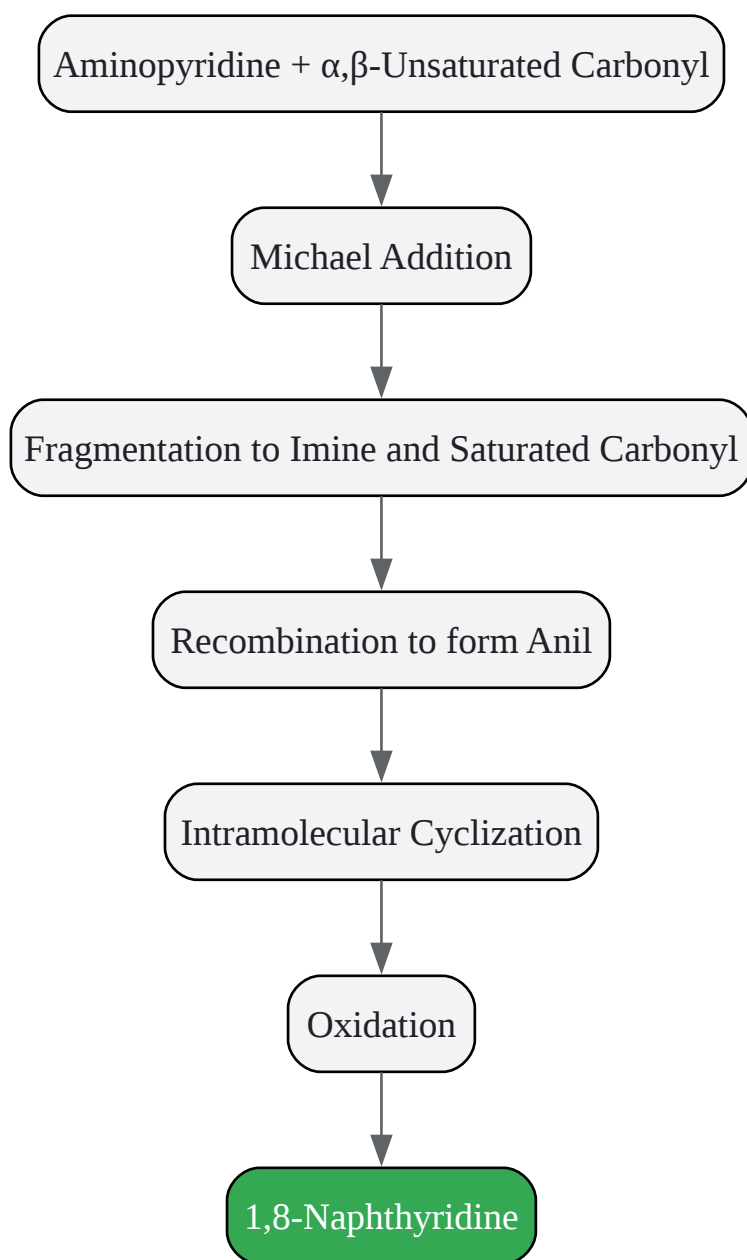 Aminopyridine + α,β-Unsaturated Carbonyl
Michael Addition
Fragmentation to Imine and Saturated Carbonyl
Recombination to form Anil
Intramolecular Cyclization
Oxidation
1,8-Naphthyridine